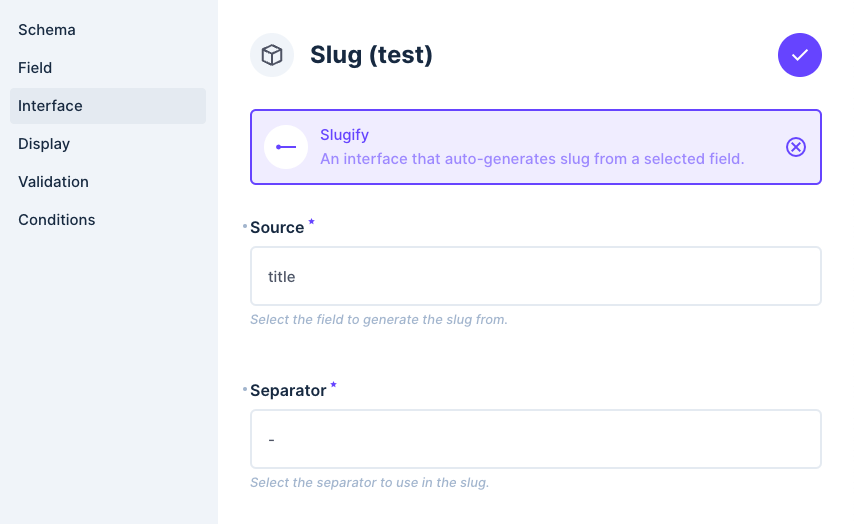 Schema
Field
Interface
Display
Validation
Conditions
Slug (test)
Slugify
An interface that auto-generates slug from a selected field.
Source *
title
Select the field to generate the slug from.
Separator *
-
Select the separator to use in the slug.